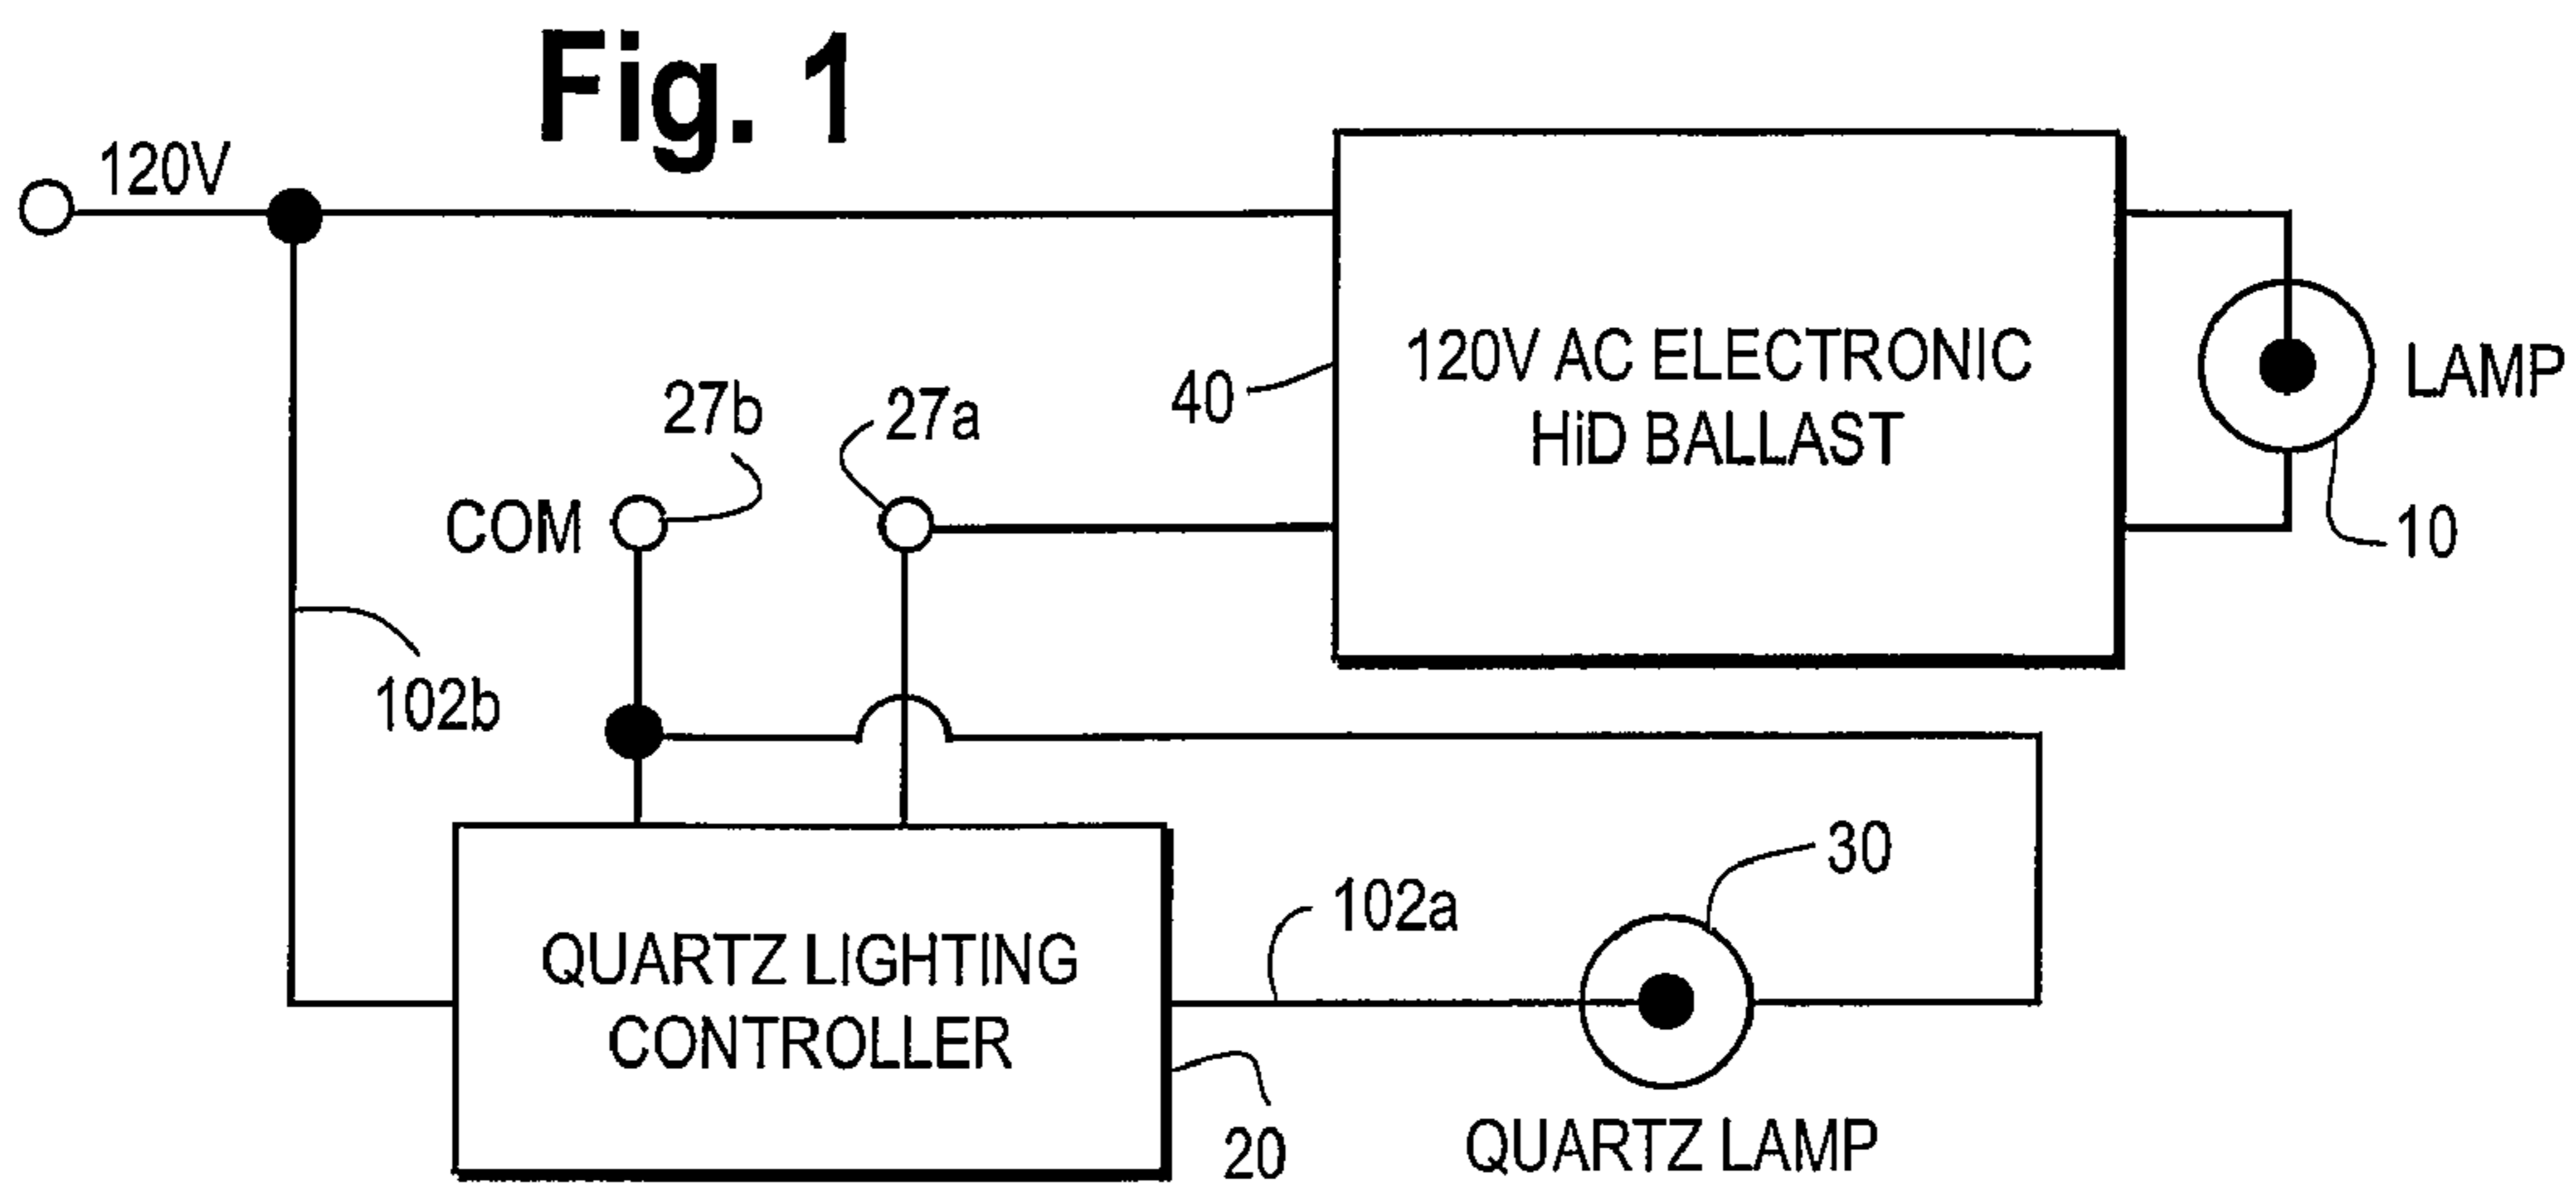 Fig. 1
120V
120V AC ELECTRONIC
HiD BALLAST
40
LAMP
10
27b
27a
COM
102b
QUARTZ LIGHTING
CONTROLLER
20
102a
30
QUARTZ LAMP